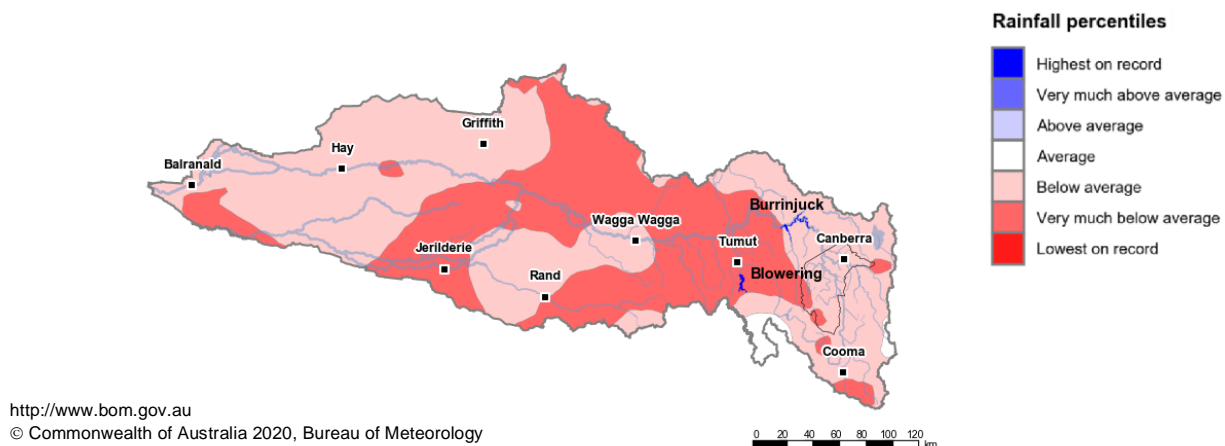 Rainfall percentiles
Highest on record
Very much above average
Above average
Average
Below average
Very much below average
Lowest on record
Griffith
Hay
Balranald
Burrinjuck
Wagga Wagga
Tumut
Canberra
Jerilderie
Rand
Blowering
Cooma
http://www.bom.gov.au
© Commonwealth of Australia 2020, Bureau of Meteorology
0 20 40 60 80 100 120
km